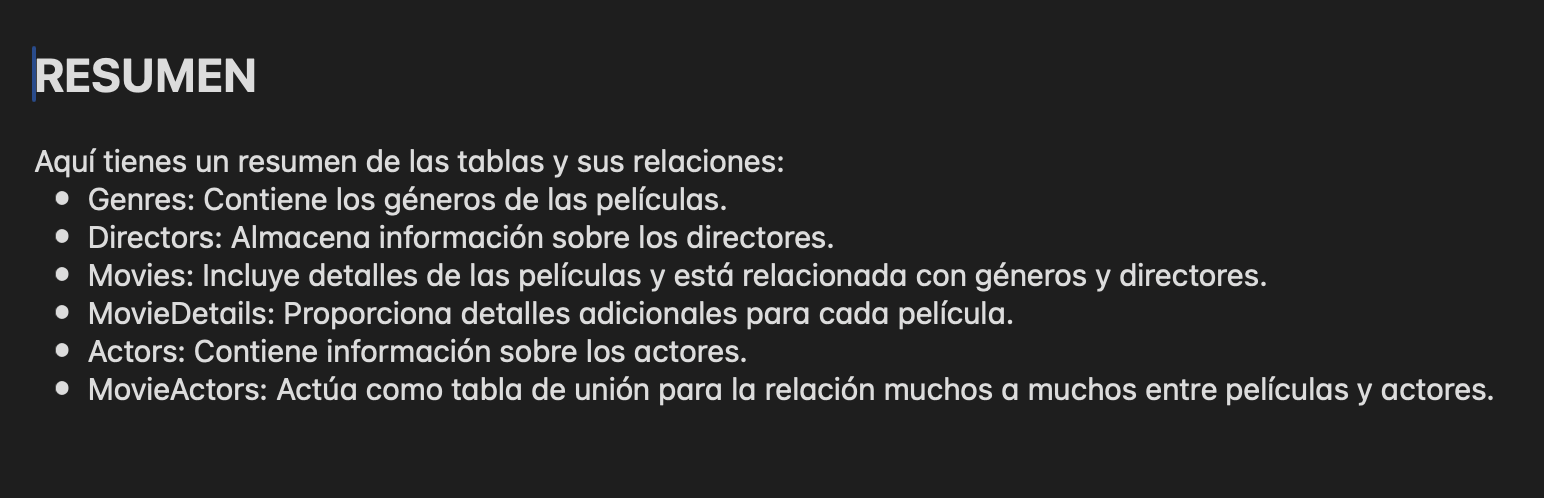 RESUMEN
Aquí tienes un resumen de las tablas y sus relaciones:
• Genres: Contiene los géneros de las películas.
• Directors: Almacena información sobre los directores.
• Movies: Incluye detalles de las películas y está relacionada con géneros y directores.
• MovieDetails: Proporciona detalles adicionales para cada película.
• Actors: Contiene información sobre los actores.
• MovieActors: Actúa como tabla de unión para la relación muchos a muchos entre películas y actores.